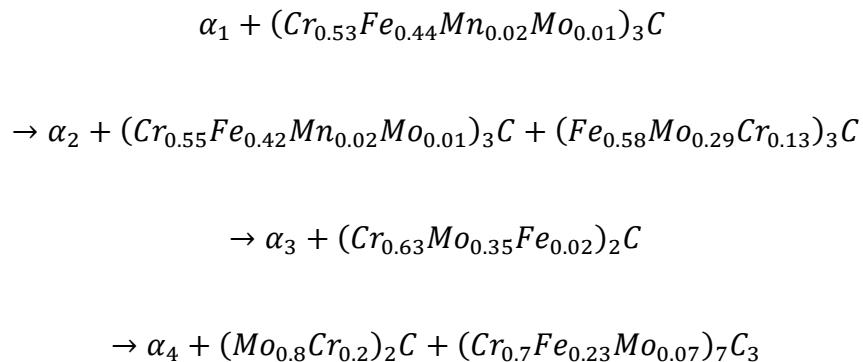 α₁ + (Cr₀.₅₃Fe₀.₄₄Mn₀.₀₂Mo₀.₀₁)₃C
→ α₂ + (Cr₀.₅₅Fe₀.₄₂Mn₀.₀₂Mo₀.₀₁)₃C + (Fe₀.₅₈Mo₀.₂₉Cr₀.₁₃)₃C
→ α₃ + (Cr₀.₆₃Mo₀.₃₅Fe₀.₀₂)₂C
→ α₄ + (Mo₀.₈Cr₀.₂)₂C + (Cr₀.₇Fe₀.₂₃Mo₀.₀₇)₇C₃